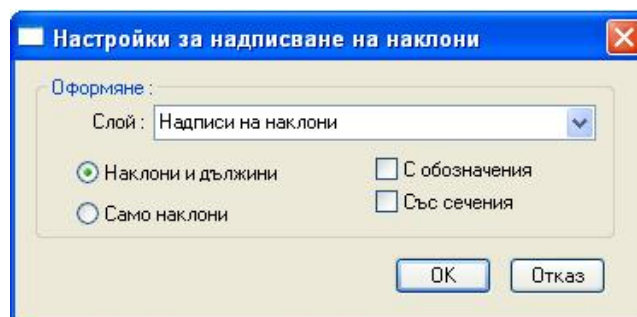 Настройки за надписване на наклони
Оформяне :
Слой : Надписи на наклони
Наклони и дължини
С обозначения
Само наклони
Със сечения
OK
Отказ